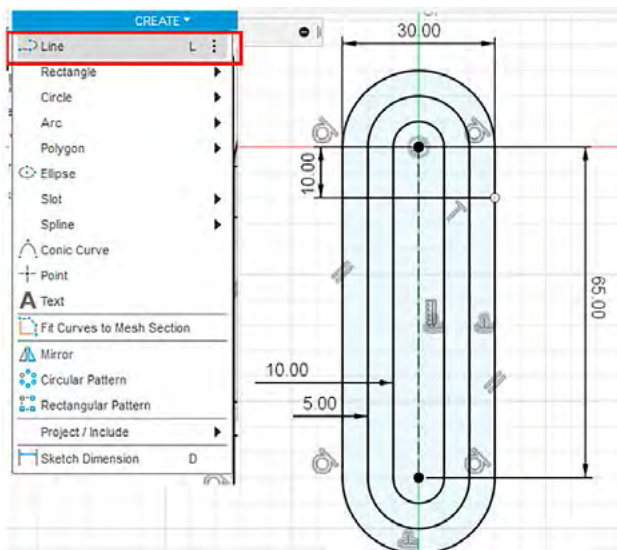 CREATE
Line L
Rectangle
Circle
Arc
Polygon
Ellipse
Slot
Spline
Conic Curve
Point
A Text
Fit Curves to Mesh Section
Mirror
Circular Pattern
Rectangular Pattern
Project / Include
Sketch Dimension D
30.00
10.00
65.00
10.00
5.00